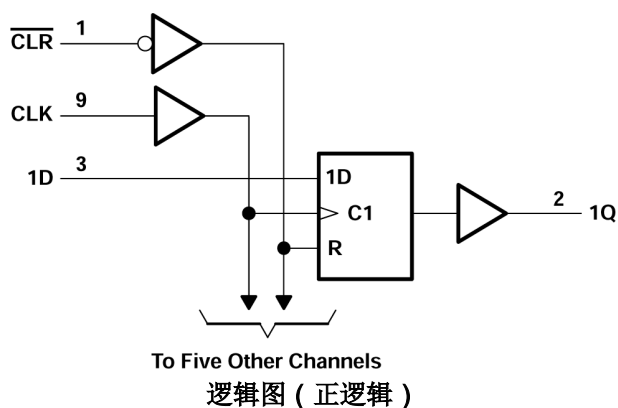 CLR 1
CLK 9
1D 3
1D
C1
R
2 1Q
To Five Other Channels
逻辑图(正逻辑)